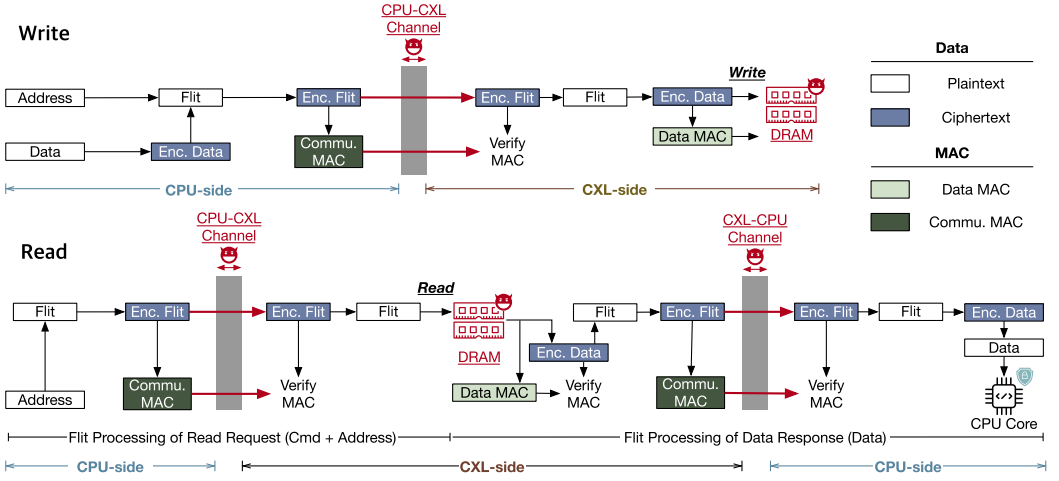 Write
CPU-CXL
Channel
Address
Flit
Enc. Flit
Enc. Flit
Flit
Enc. Data
Write
DRAM
Data
Enc. Data
Commu.
MAC
Verify
MAC
Data MAC
CPU-side
CXL-side
Data
Plaintext
Ciphertext
MAC
Data MAC
Commu. MAC
Read
CPU-CXL
Channel
CXL-CPU
Channel
Flit
Enc. Flit
Enc. Flit
Flit
Read
DRAM
Flit
Enc. Flit
Enc. Flit
Flit
Enc. Data
Enc. Data
Data
Address
Commu.
MAC
Verify
MAC
Data MAC
Verify
MAC
Commu.
MAC
Verify
MAC
CPU Core
Flit Processing of Read Request (Cmd + Address)
Flit Processing of Data Response (Data)
CPU-side
CXL-side
CPU-side